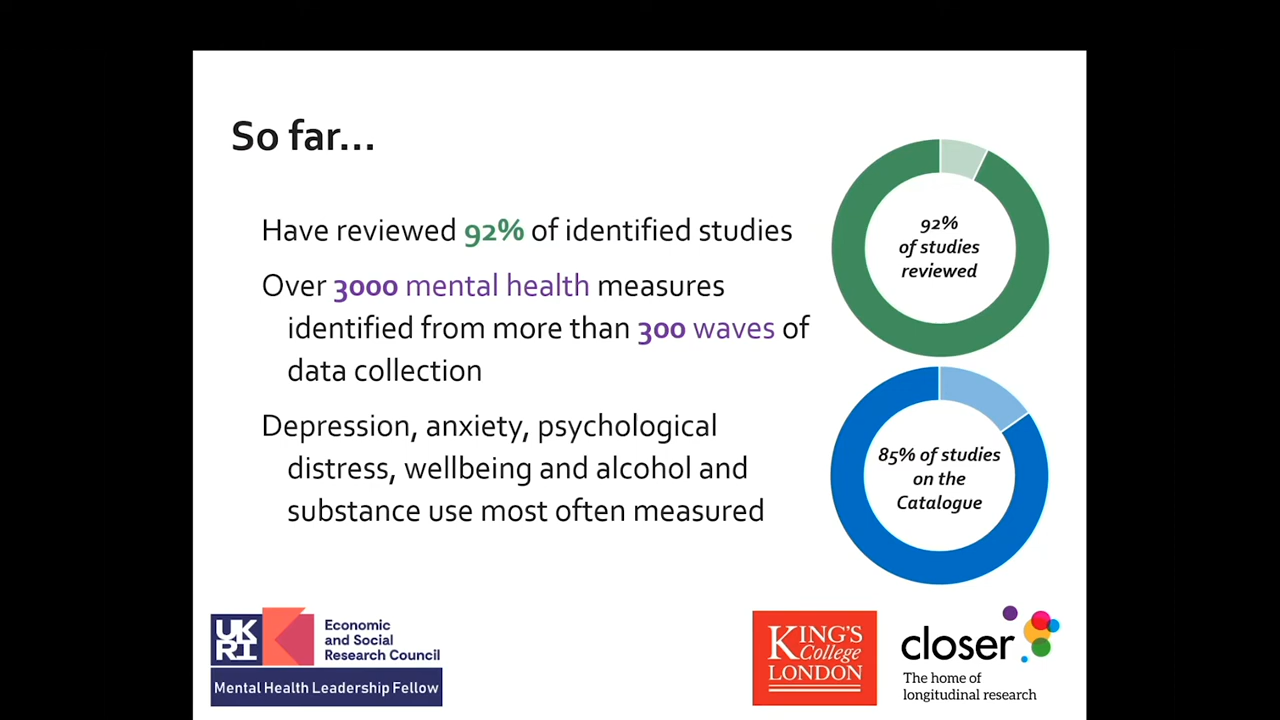 So far...
Have reviewed 92% of identified studies
Over 3000 mental health measures
identified from more than 300 waves of
data collection
Depression, anxiety, psychological
distress, wellbeing and alcohol and
substance use most often measured
92%
of studies
reviewed
85% of studies
on the
Catalogue
UK
RI
Economic
and Social
Research Council
Mental Health Leadership Fellow
KING'S
College
LONDON
closer
The home of
longitudinal research